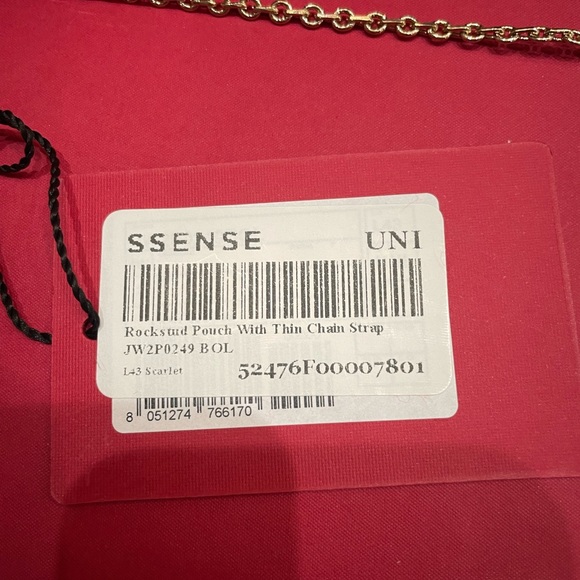 SSENSE UNI
Rockstud Pouch With Thin Chain Strap
JW2P0249 BOL
L43 Scarlet 52476F00007801
8 051274 766170